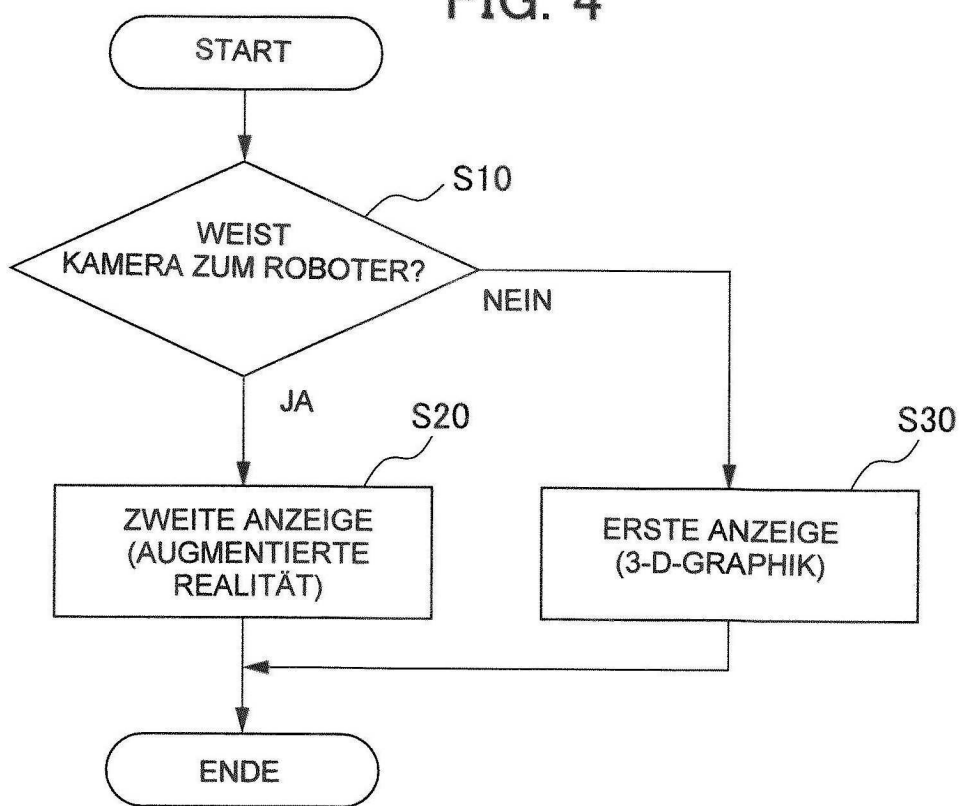 FIG. 4
START
S10
WEIST
KAMERA ZUM ROBOTER?
NEIN
JA
S20
S30
ZWEITE ANZEIGE
(AUGMENTIERTE
REALITÄT)
ERSTE ANZEIGE
(3-D-GRAPHIK)
ENDE